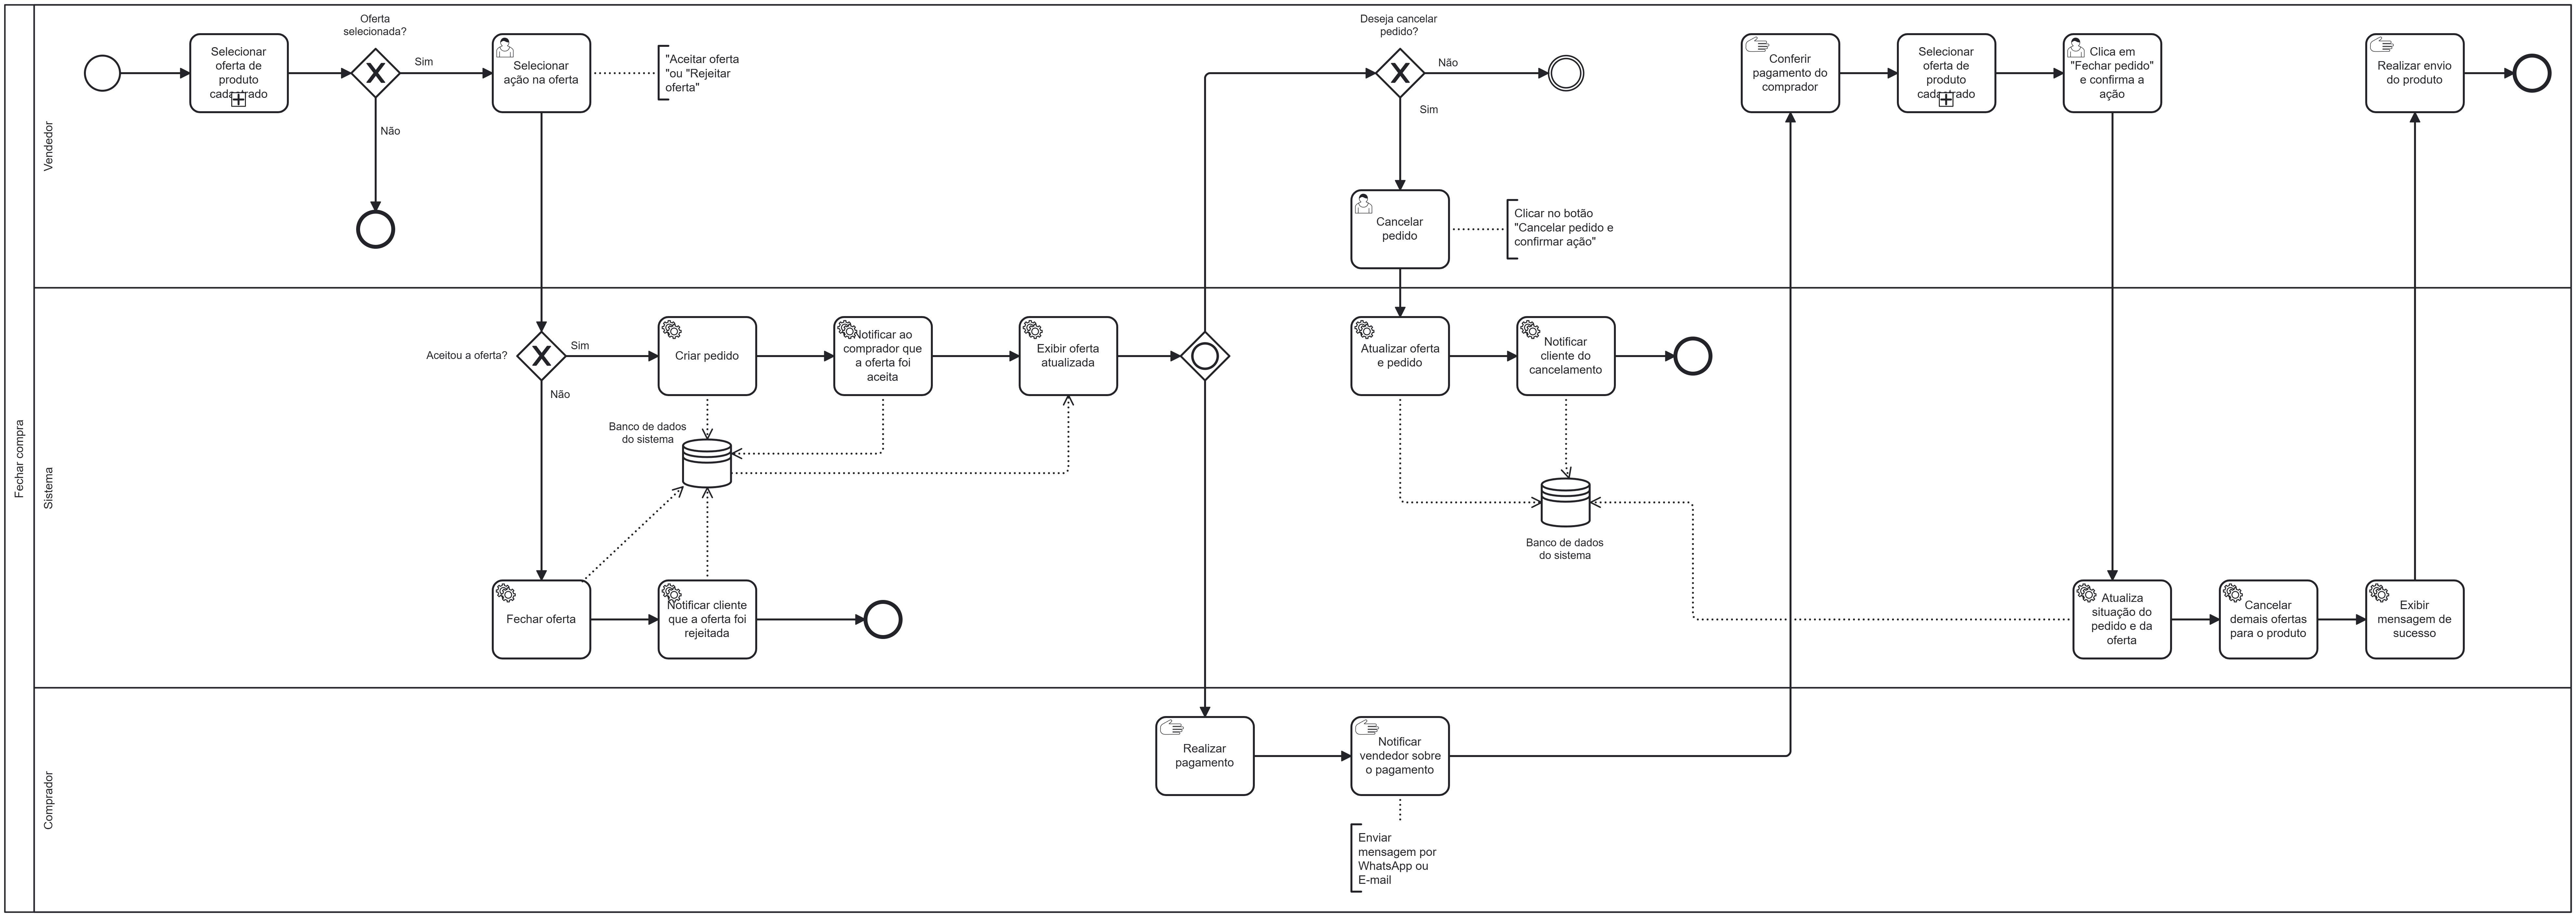 Fechar compra
Vendedor
Sistema
Comprador
Selecionar
oferta de
produto
cadastrado
Oferta
selecionada?
Sim
Não
Selecionar
ação na oferta
"Aceitar oferta
"ou "Rejeitar
oferta"
Deseja cancelar
pedido?
Não
Sim
Cancelar
pedido
Clicar no botão
"Cancelar pedido e
confirmar ação"
Conferir
pagamento do
comprador
Selecionar
oferta de
produto
cadastrado
Clica em
"Fechar pedido"
e confirma a
ação
Realizar envio
do produto
Aceitou a oferta?
Sim
Não
Criar pedido
Notificar ao
comprador que
a oferta foi
aceita
Exibir oferta
atualizada
Banco de dados
do sistema
Fechar oferta
Notificar cliente
que a oferta foi
rejeitada
Atualizar oferta
e pedido
Notificar
cliente do
cancelamento
Banco de dados
do sistema
Atualiza
situação do
pedido e da
oferta
Cancelar
demais ofertas
para o produto
Exibir
mensagem de
sucesso
Realizar
pagamento
Notificar
vendedor sobre
o pagamento
Enviar
mensagem por
WhatsApp ou
E-mail